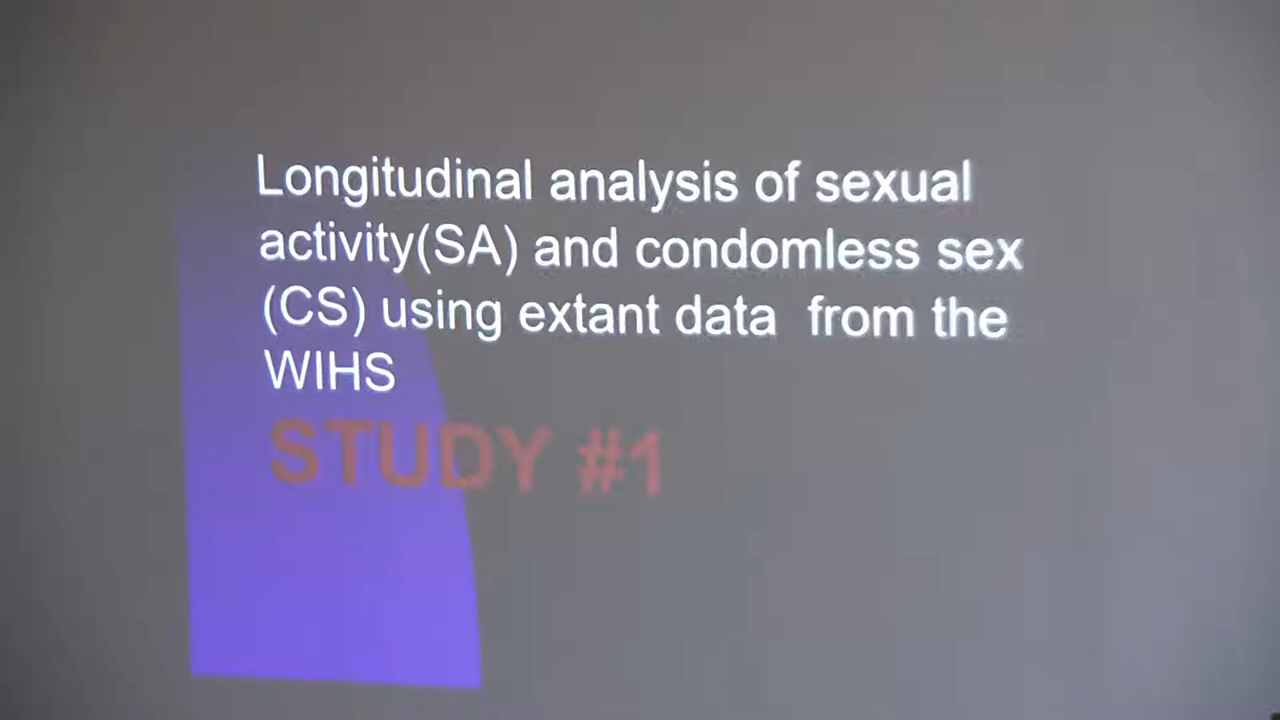 Longitudinal analysis of sexual
activity(SA) and condomless sex
(CS) using extant data  from the
WIHS
STUDY #1